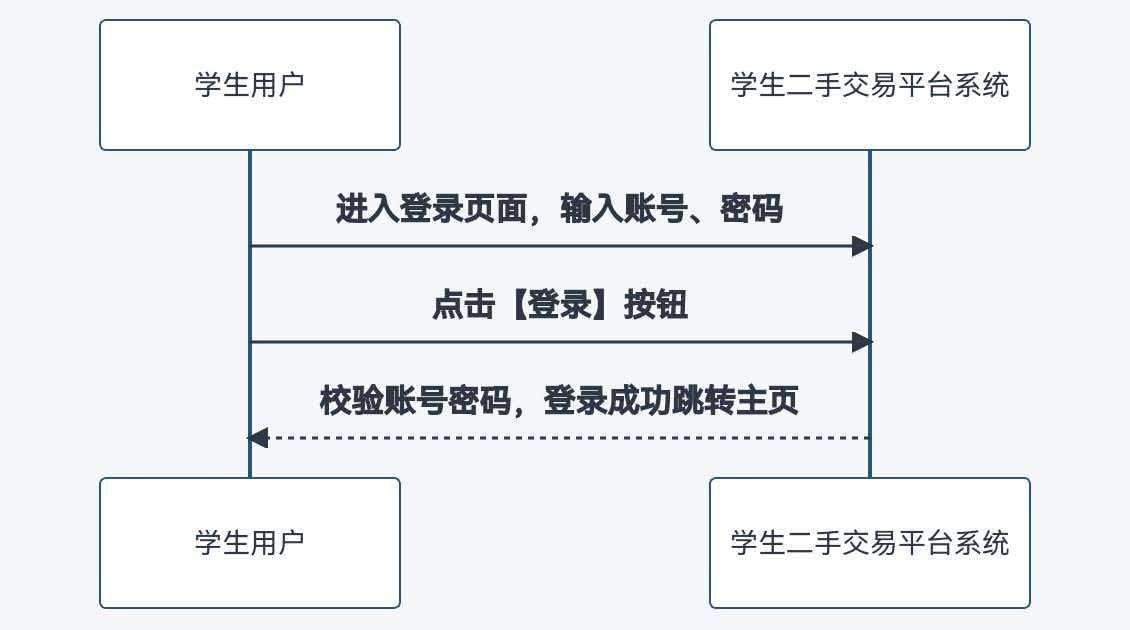 学生用户
学生二手交易平台系统
进入登录页面，输入账号、密码
点击【登录】按钮
校验账号密码，登录成功跳转主页
学生用户
学生二手交易平台系统